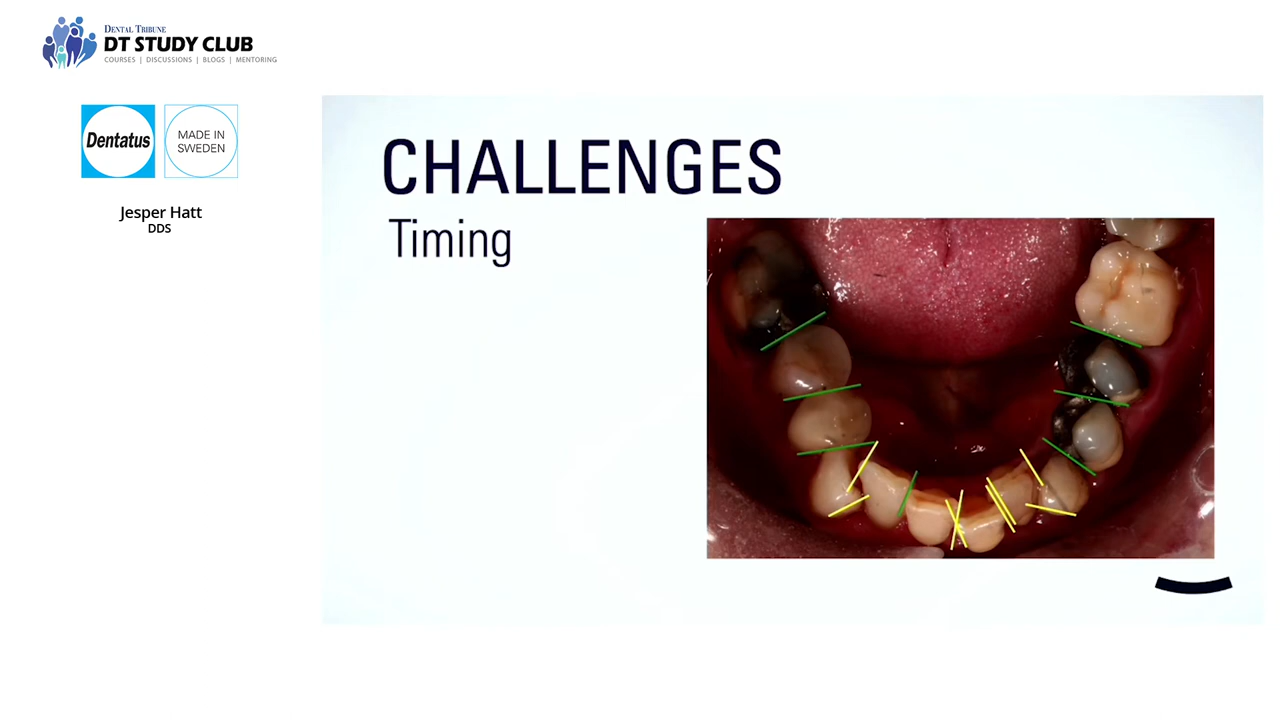 DENTAL TRIBUNE
DT STUDY CLUB
COURSES | DISCUSSIONS | BLOGS | MENTORING
Dentatus
MADE IN
SWEDEN
Jesper Hatt
DDS
CHALLENGES
Timing